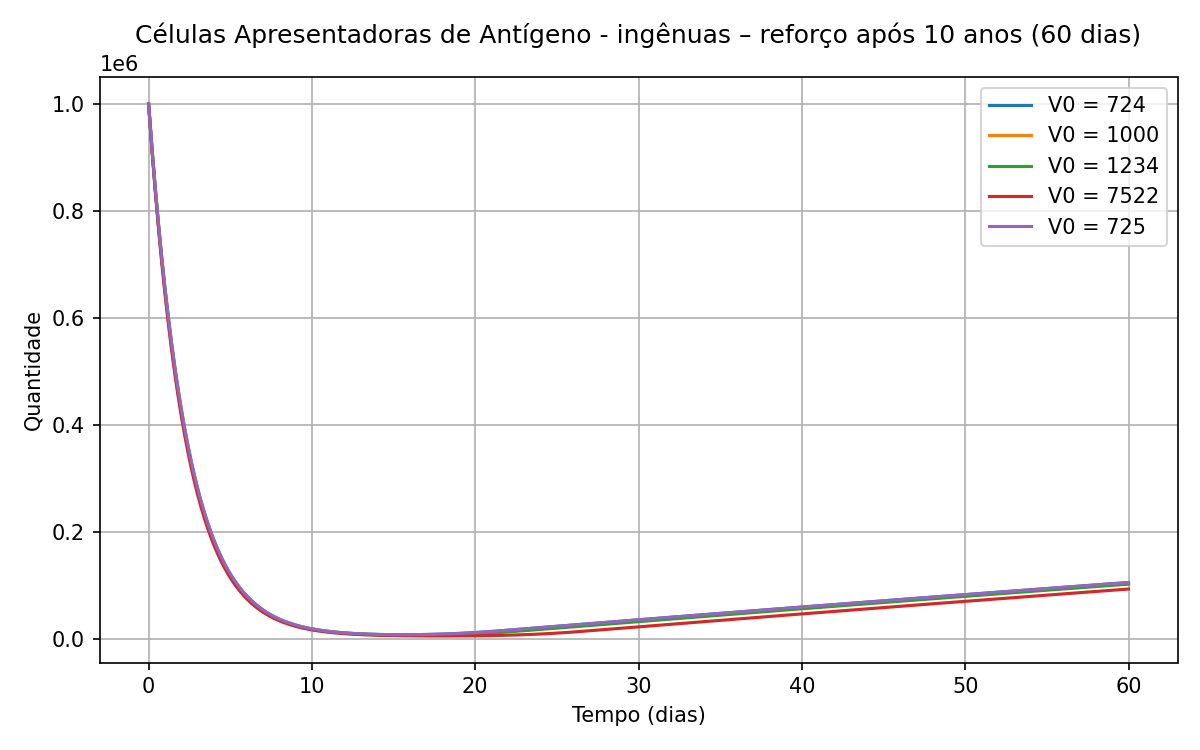 Células Apresentadoras de Antígeno - ingênuas – reforço após 10 anos (60 dias)
1e6
1.0
0.8
0.6
0.4
0.2
0.0
Quantidade
0 10 20 30 40 50 60
Tempo (dias)
V0 = 724
V0 = 1000
V0 = 1234
V0 = 7522
V0 = 725